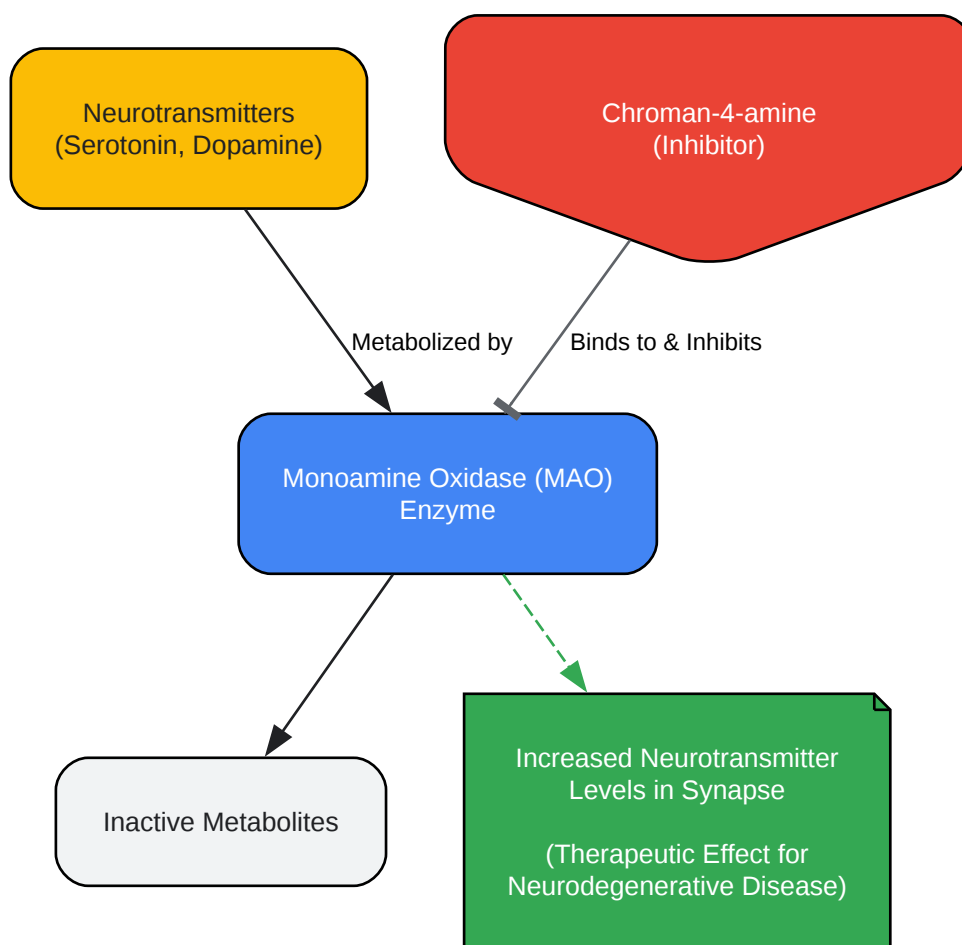 Neurotransmitters
(Serotonin, Dopamine)
Chroman-4-amine
(Inhibitor)
Metabolized by
Binds to & Inhibits
Monoamine Oxidase (MAO)
Enzyme
Inactive Metabolites
Increased Neurotransmitter
Levels in Synapse
(Therapeutic Effect for
Neurodegenerative Disease)